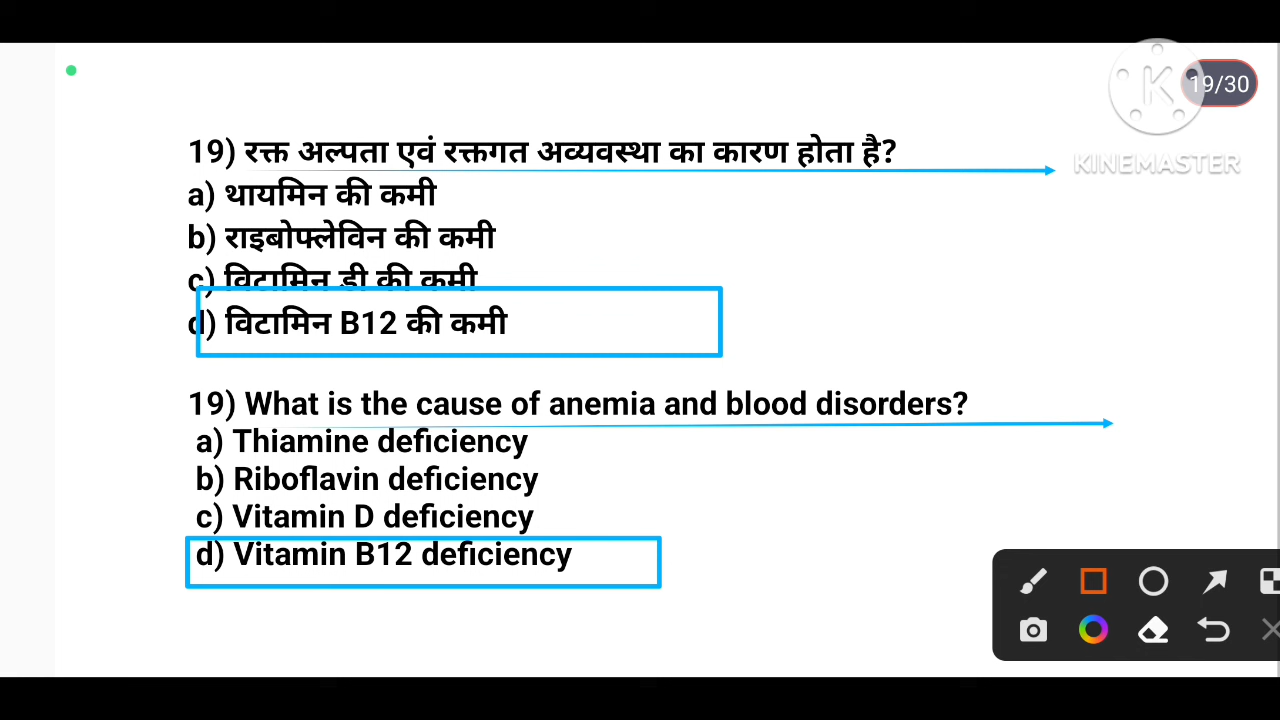 19/30
KINEMASTER
19) रक्त अल्पता एवं रक्तगत अव्यवस्था का कारण होता है?
a) थायमिन की कमी
b) राइबोफ्लेविन की कमी
c) विटामिन डी की कमी
d) विटामिन B12 की कमी
19) What is the cause of anemia and blood disorders?
a) Thiamine deficiency
b) Riboflavin deficiency
c) Vitamin D deficiency
d) Vitamin B12 deficiency